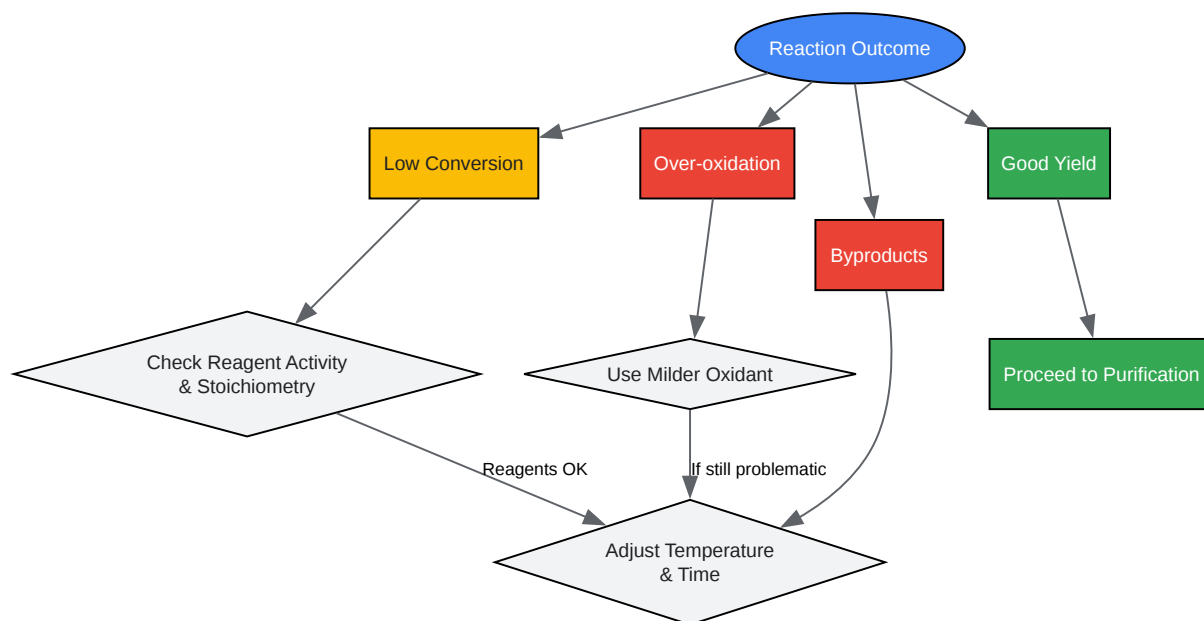 Reaction Outcome
Low Conversion
Over-oxidation
Good Yield
Byproducts
Check Reagent Activity
& Stoichiometry
Use Milder Oxidant
Proceed to Purification
Reagents OK
If still problematic
Adjust Temperature
& Time